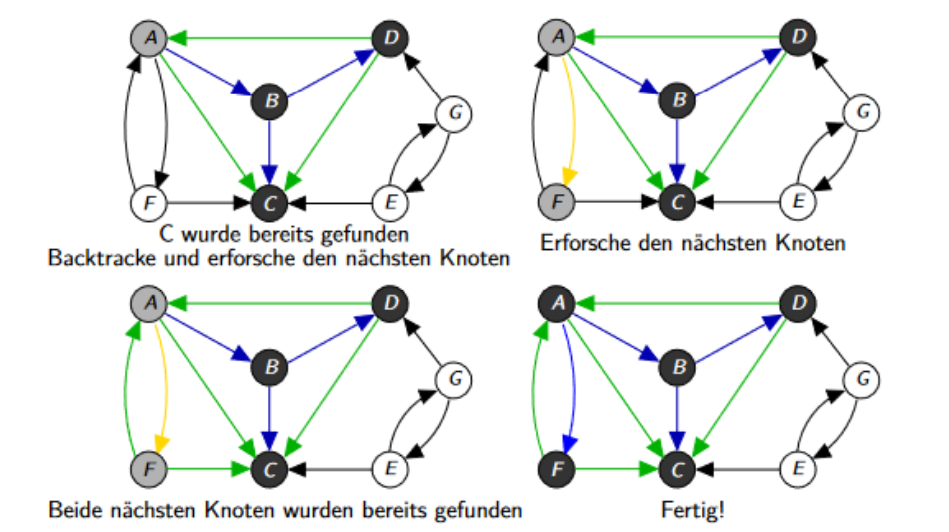 A
D
B
G
F
C
E
C wurde bereits gefunden
Backtracke und erforsche den nächsten Knoten
A
D
B
G
F
C
E
Erforsche den nächsten Knoten
A
D
B
G
F
C
E
Beide nächsten Knoten wurden bereits gefunden
A
D
B
G
F
C
E
Fertig!